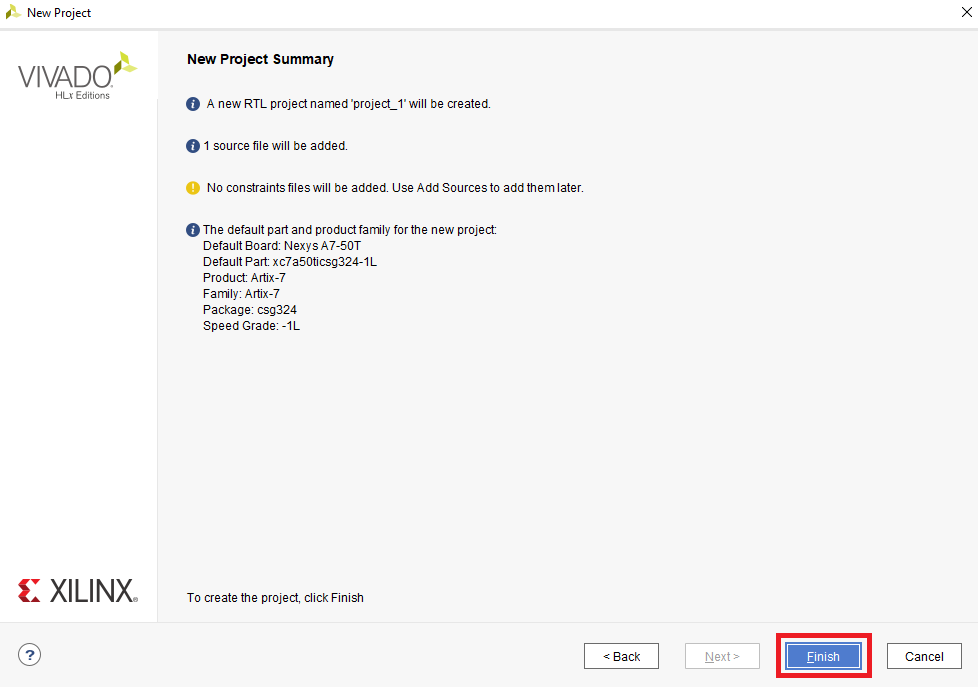 New Project
VIVADO.
HLx Editions
New Project Summary
A new RTL project named 'project_1' will be created.
1 source file will be added.
No constraints files will be added. Use Add Sources to add them later.
The default part and product family for the new project:
Default Board: Nexys A7-50T
Default Part: xc7a50ticsg324-1L
Product: Artix-7
Family: Artix-7
Package: csg324
Speed Grade: -1L
XILINX®
To create the project, click Finish
?
< Back
Next >
Finish
Cancel